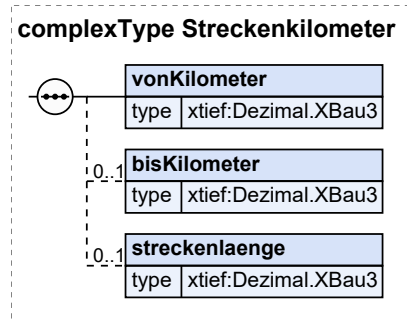 complexType Streckenkilometer
vonKilometer
type xtief:Dezimal.XBau3
0..1 bisKilometer
type xtief:Dezimal.XBau3
0..1 streckenlaenge
type xtief:Dezimal.XBau3